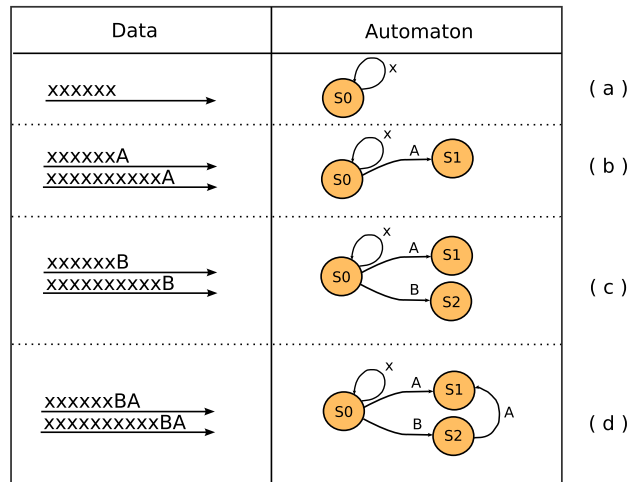 Data Automaton
xxxxxx x S0 ( a )
xxxxxxA x A S1 ( b )
xxxxxxxxxxA S0
xxxxxxB x A S1
xxxxxxxxxxB S0 B S2 ( c )
xxxxxxBA x A S1
xxxxxxxxxxBA S0 B S2 A ( d )